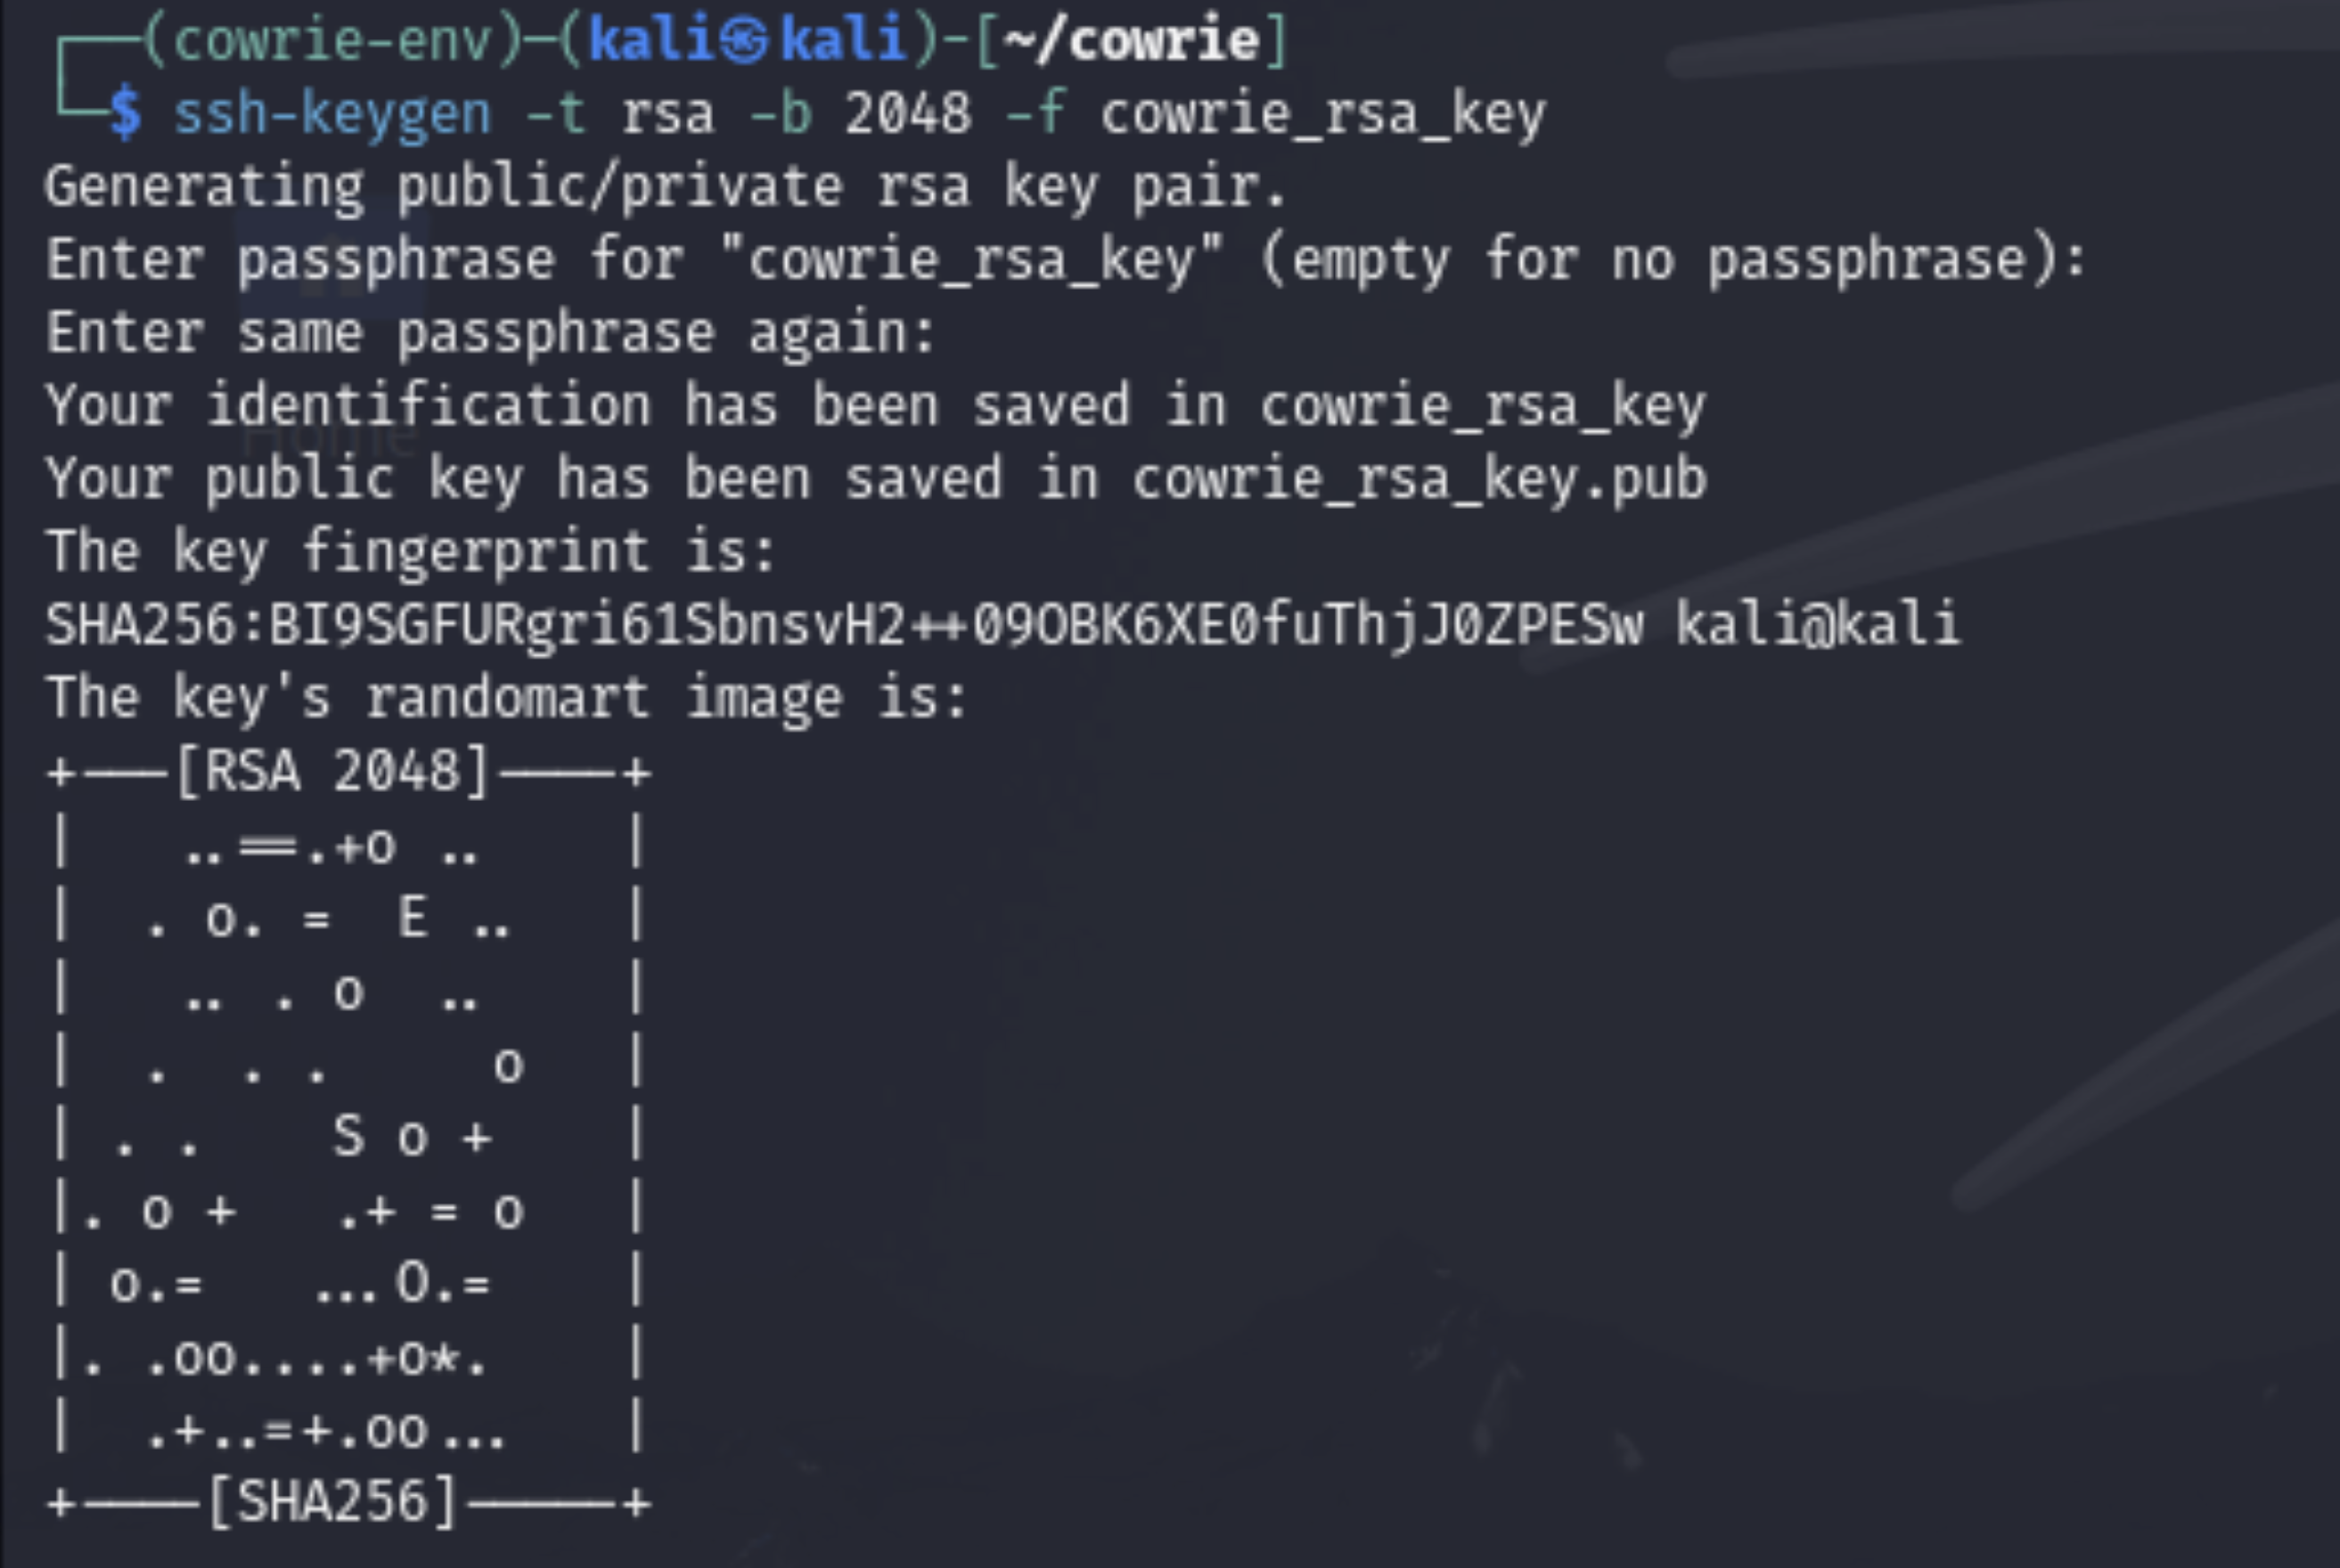 ┌──(cowrie-env)─(kali㉿kali)-[~/cowrie]
└─$ ssh-keygen -t rsa -b 2048 -f cowrie_rsa_key
Generating public/private rsa key pair.
Enter passphrase for "cowrie_rsa_key" (empty for no passphrase):
Enter same passphrase again:
Your identification has been saved in cowrie_rsa_key
Your public key has been saved in cowrie_rsa_key.pub
The key fingerprint is:
SHA256:BI9SGFURgri61SbnsvH2++09OBK6XE0fuThjJ0ZPESw kali@kali
The key's randomart image is:
+---[RSA 2048]----+
|   ..==.+o ..    |
|  . o. =  E ..   |
|   .. . o  ..    |
|  .  . .     o   |
| . .    S o +    |
|. o +   .+ = o   |
| o.=   ...O.=    |
|. .oo....+o*.    |
|  .+..=+.oo...   |
+----[SHA256]-----+
Home